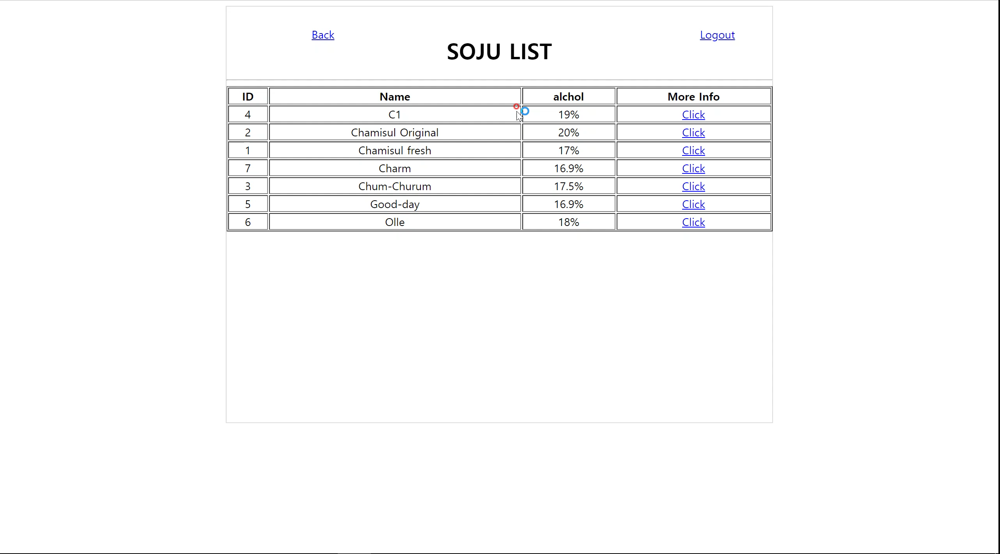 Back
Logout
SOJU LIST
ID Name alchol More Info
4 C1 19% Click
2 Chamisul Original 20% Click
1 Chamisul fresh 17% Click
7 Charm 16.9% Click
3 Chum-Churum 17.5% Click
5 Good-day 16.9% Click
6 Olle 18% Click